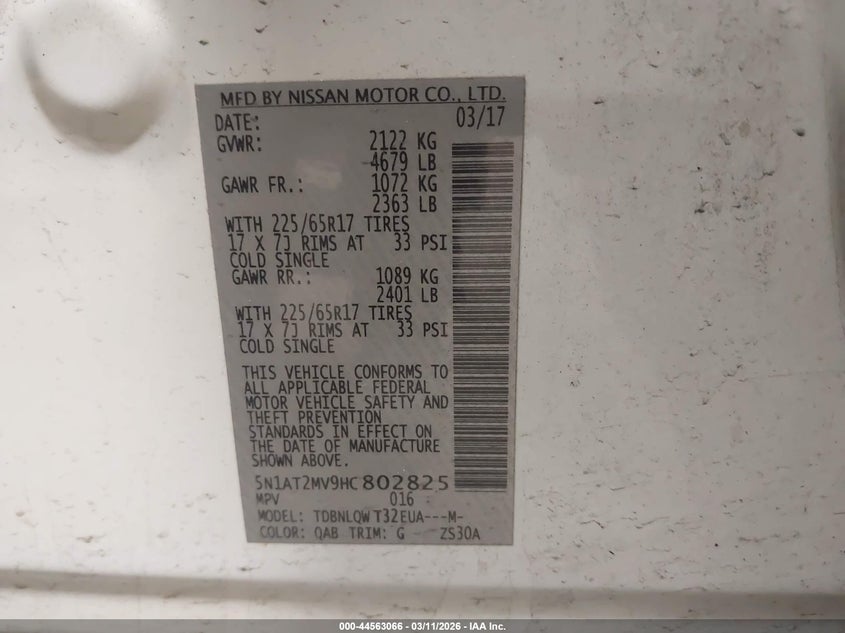 MFD BY NISSAN MOTOR CO., LTD.
DATE: 03/17
GVWR: 2122 KG
4679 LB
GAWR FR.: 1072 KG
2363 LB
WITH 225/65R17 TIRES
17 X 7J RIMS AT 33 PSI
COLD SINGLE
GAWR RR.: 1089 KG
2401 LB
WITH 225/65R17 TIRES
17 X 7J RIMS AT 33 PSI
COLD SINGLE
THIS VEHICLE CONFORMS TO
ALL APPLICABLE FEDERAL
MOTOR VEHICLE SAFETY AND
THEFT PREVENTION
STANDARDS IN EFFECT ON
THE DATE OF MANUFACTURE
SHOWN ABOVE.
5N1AT2MV9HC802825
MPV 016
MODEL: TDBNLQW T32EUA---M-
COLOR: QAB TRIM: G ZS30A
000-44563066 - 03/11/2026 - IAA Inc.